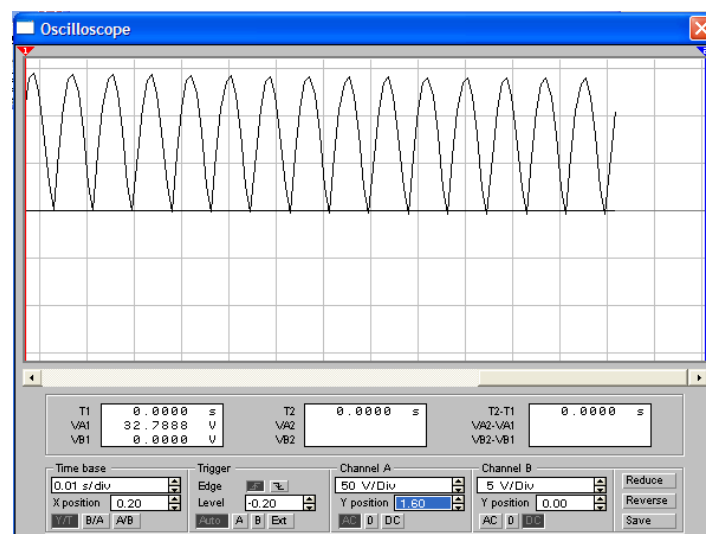 Oscilloscope
1
T1 0.0000 s T2 0.0000 s T2-T1 0.0000 s
VA1 32.7888 V VA2 VA2-VA1
VB1 0.0000 V VB2 VB2-VB1
Time base Trigger Channel A Channel B
0.01 s/div Edge 50 V/Div 5 V/Div Reduce
X position 0.20 Level -0.20 Y position 1.60 Y position 0.00 Reverse
Y/T B/A A/B Auto A B Ext AC 0 DC AC 0 DC Save